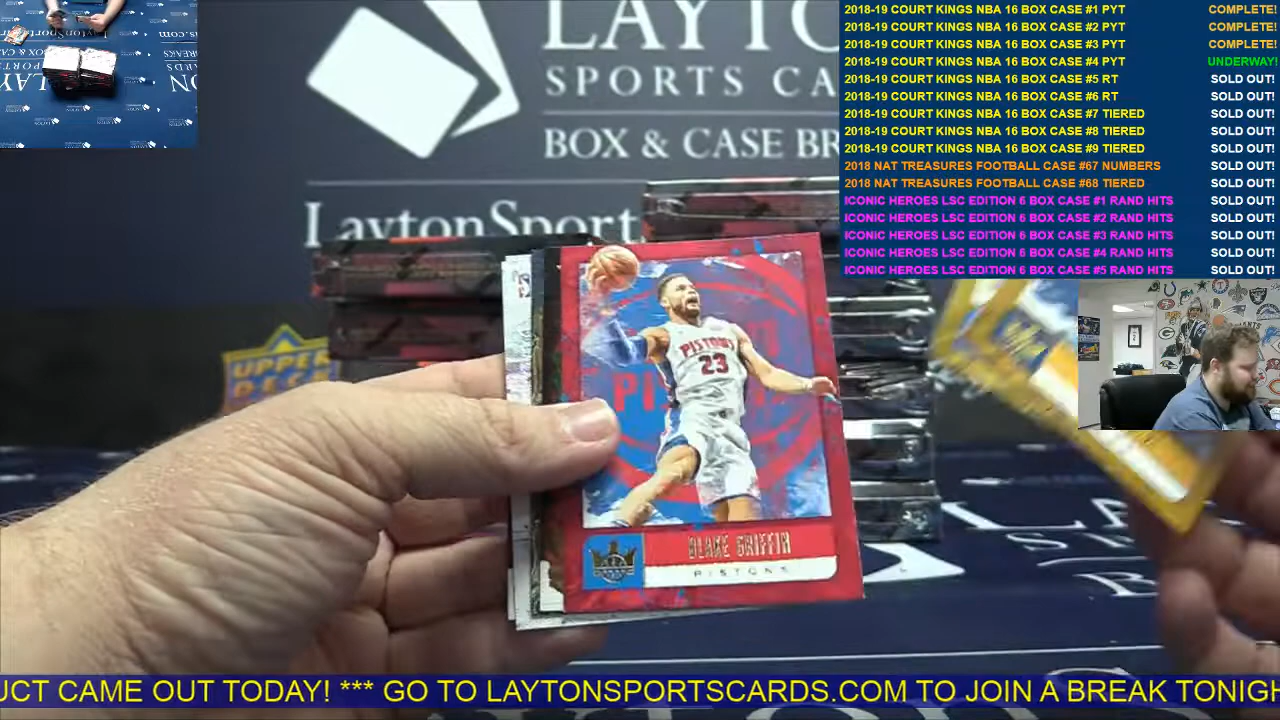 LAYTON
SPORTS CA
BOX & CASE BR
LaytonSport
2018-19 COURT KINGS NBA 16 BOX CASE #1 PYT COMPLETE!
2018-19 COURT KINGS NBA 16 BOX CASE #2 PYT COMPLETE!
2018-19 COURT KINGS NBA 16 BOX CASE #3 PYT COMPLETE!
2018-19 COURT KINGS NBA 16 BOX CASE #4 PYT UNDERWAY!
2018-19 COURT KINGS NBA 16 BOX CASE #5 RT SOLD OUT!
2018-19 COURT KINGS NBA 16 BOX CASE #6 RT SOLD OUT!
2018-19 COURT KINGS NBA 16 BOX CASE #7 TIERED SOLD OUT!
2018-19 COURT KINGS NBA 16 BOX CASE #8 TIERED SOLD OUT!
2018-19 COURT KINGS NBA 16 BOX CASE #9 TIERED SOLD OUT!
2018 NAT TREASURES FOOTBALL CASE #67 NUMBERS SOLD OUT!
2018 NAT TREASURES FOOTBALL CASE #68 TIERED SOLD OUT!
ICONIC HEROES LSC EDITION 6 BOX CASE #1 RAND HITS SOLD OUT!
ICONIC HEROES LSC EDITION 6 BOX CASE #2 RAND HITS SOLD OUT!
ICONIC HEROES LSC EDITION 6 BOX CASE #3 RAND HITS SOLD OUT!
ICONIC HEROES LSC EDITION 6 BOX CASE #4 RAND HITS SOLD OUT!
ICONIC HEROES LSC EDITION 6 BOX CASE #5 RAND HITS SOLD OUT!
UPPER
DECK
PISTONS
23
BLAKE GRIFFIN
PISTONS
UCT CAME OUT TODAY! *** GO TO LAYTONSPORTSCARDS.COM TO JOIN A BREAK TONIGH